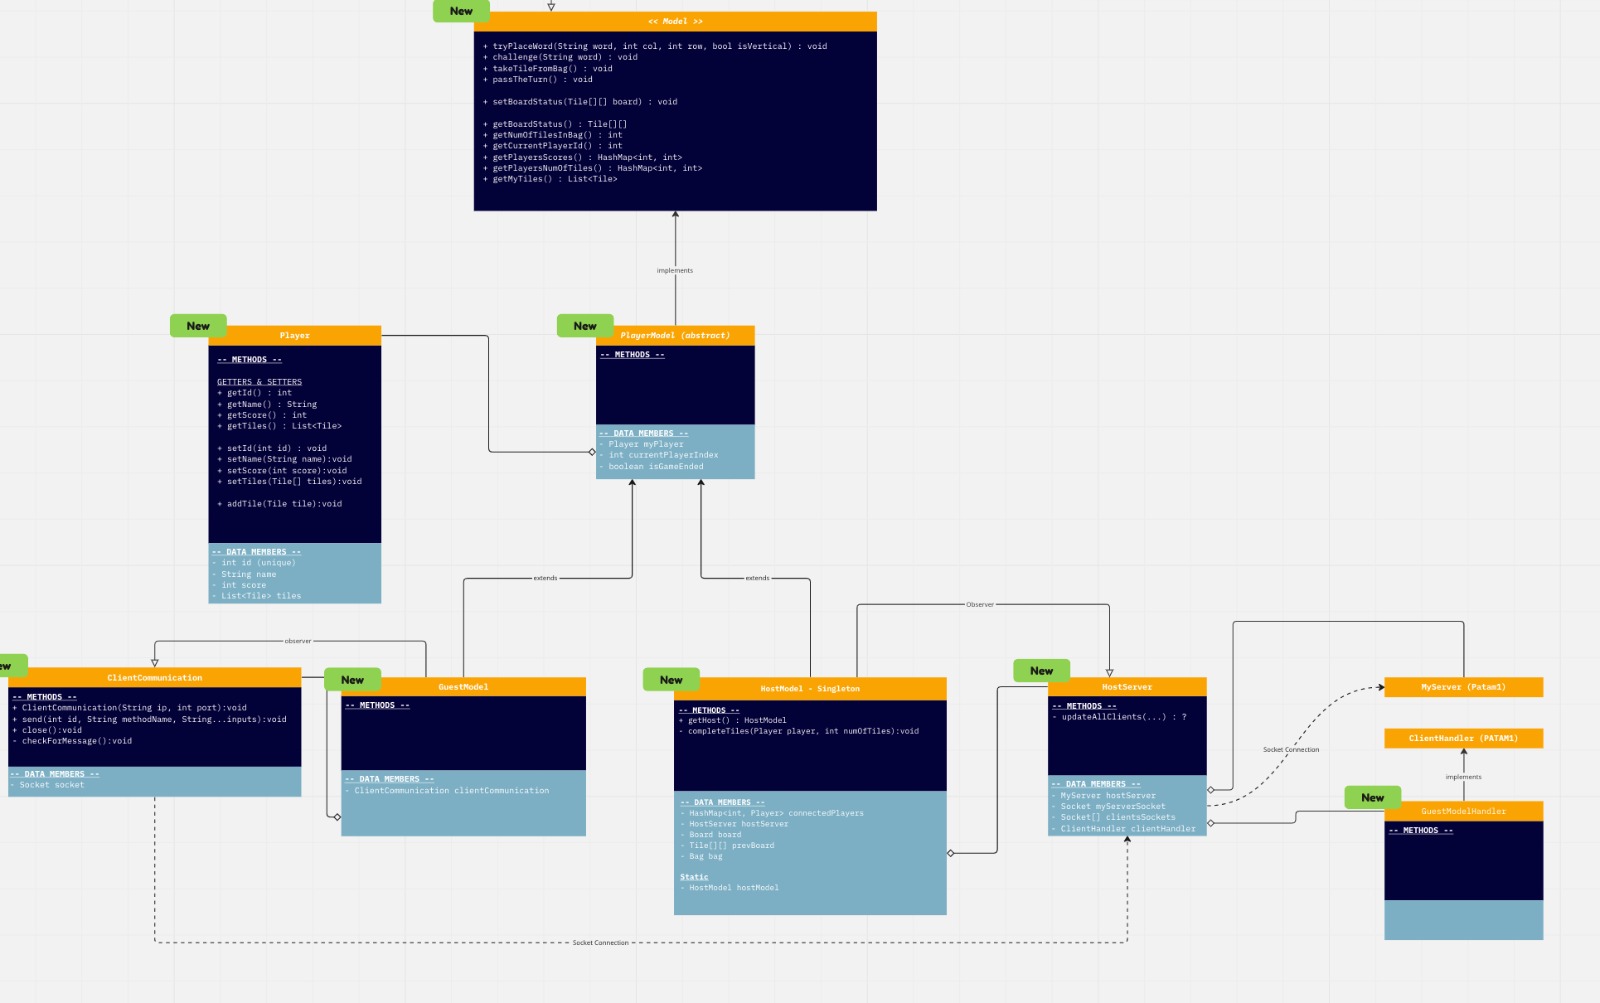 New
<< Model >>
+ tryPlaceWord(String word, int col, int row, bool isVertical) : void
+ challenge(String word) : void
+ takeTileFromBag() : void
+ passTheTurn() : void
+ setBoardStatus(Tile[][] board) : void
+ getBoardStatus() : Tile[][]
+ getNumOfTilesInBag() : int
+ getCurrentPlayerId() : int
+ getPlayersScores() : HashMap<int, int>
+ getPlayersNumOfTiles() : HashMap<int, int>
+ getMyTiles() : List<Tile>
implements
New
Player
-- METHODS --
GETTERS & SETTERS
+ getId() : int
+ getName() : String
+ getScore() : int
+ getTiles() : List<Tile>
+ setId(int id) : void
+ setName(String name):void
+ setScore(int score):void
+ setTiles(Tile[] tiles):void
+ addTile(Tile tile):void
-- DATA MEMBERS --
- int id (unique)
- String name
- int score
- List<Tile> tiles
New
PlayerModel (abstract)
-- METHODS --
-- DATA MEMBERS --
- Player myPlayer
- int currentPlayerIndex
- boolean isGameEnded
extends
extends
Observer
observer
ew
ClientCommunication
-- METHODS --
+ ClientCommunication(String ip, int port):void
+ send(int id, String methodName, String...inputs):void
+ close():void
- checkForMessage():void
-- DATA MEMBERS --
- Socket socket
New
GuestModel
-- METHODS --
-- DATA MEMBERS --
- ClientCommunication clientCommunication
New
HostModel - Singleton
-- METHODS --
+ getHost() : HostModel
- completeTiles(Player player, int numOfTiles):void
-- DATA MEMBERS --
- HashMap<int, Player> connectedPlayers
- HostServer hostServer
- Board board
- Tile[][] prevBoard
- Bag bag
Static
- HostModel hostModel
New
HostServer
-- METHODS --
- updateAllClients(...) : ?
-- DATA MEMBERS --
- MyServer hostServer
- Socket myServerSocket
- Socket[] clientsSockets
- ClientHandler clientHandler
Socket Connection
MyServer (Patam1)
ClientHandler (PATAM1)
implements
New
GuestModelHandler
-- METHODS --
Socket Connection